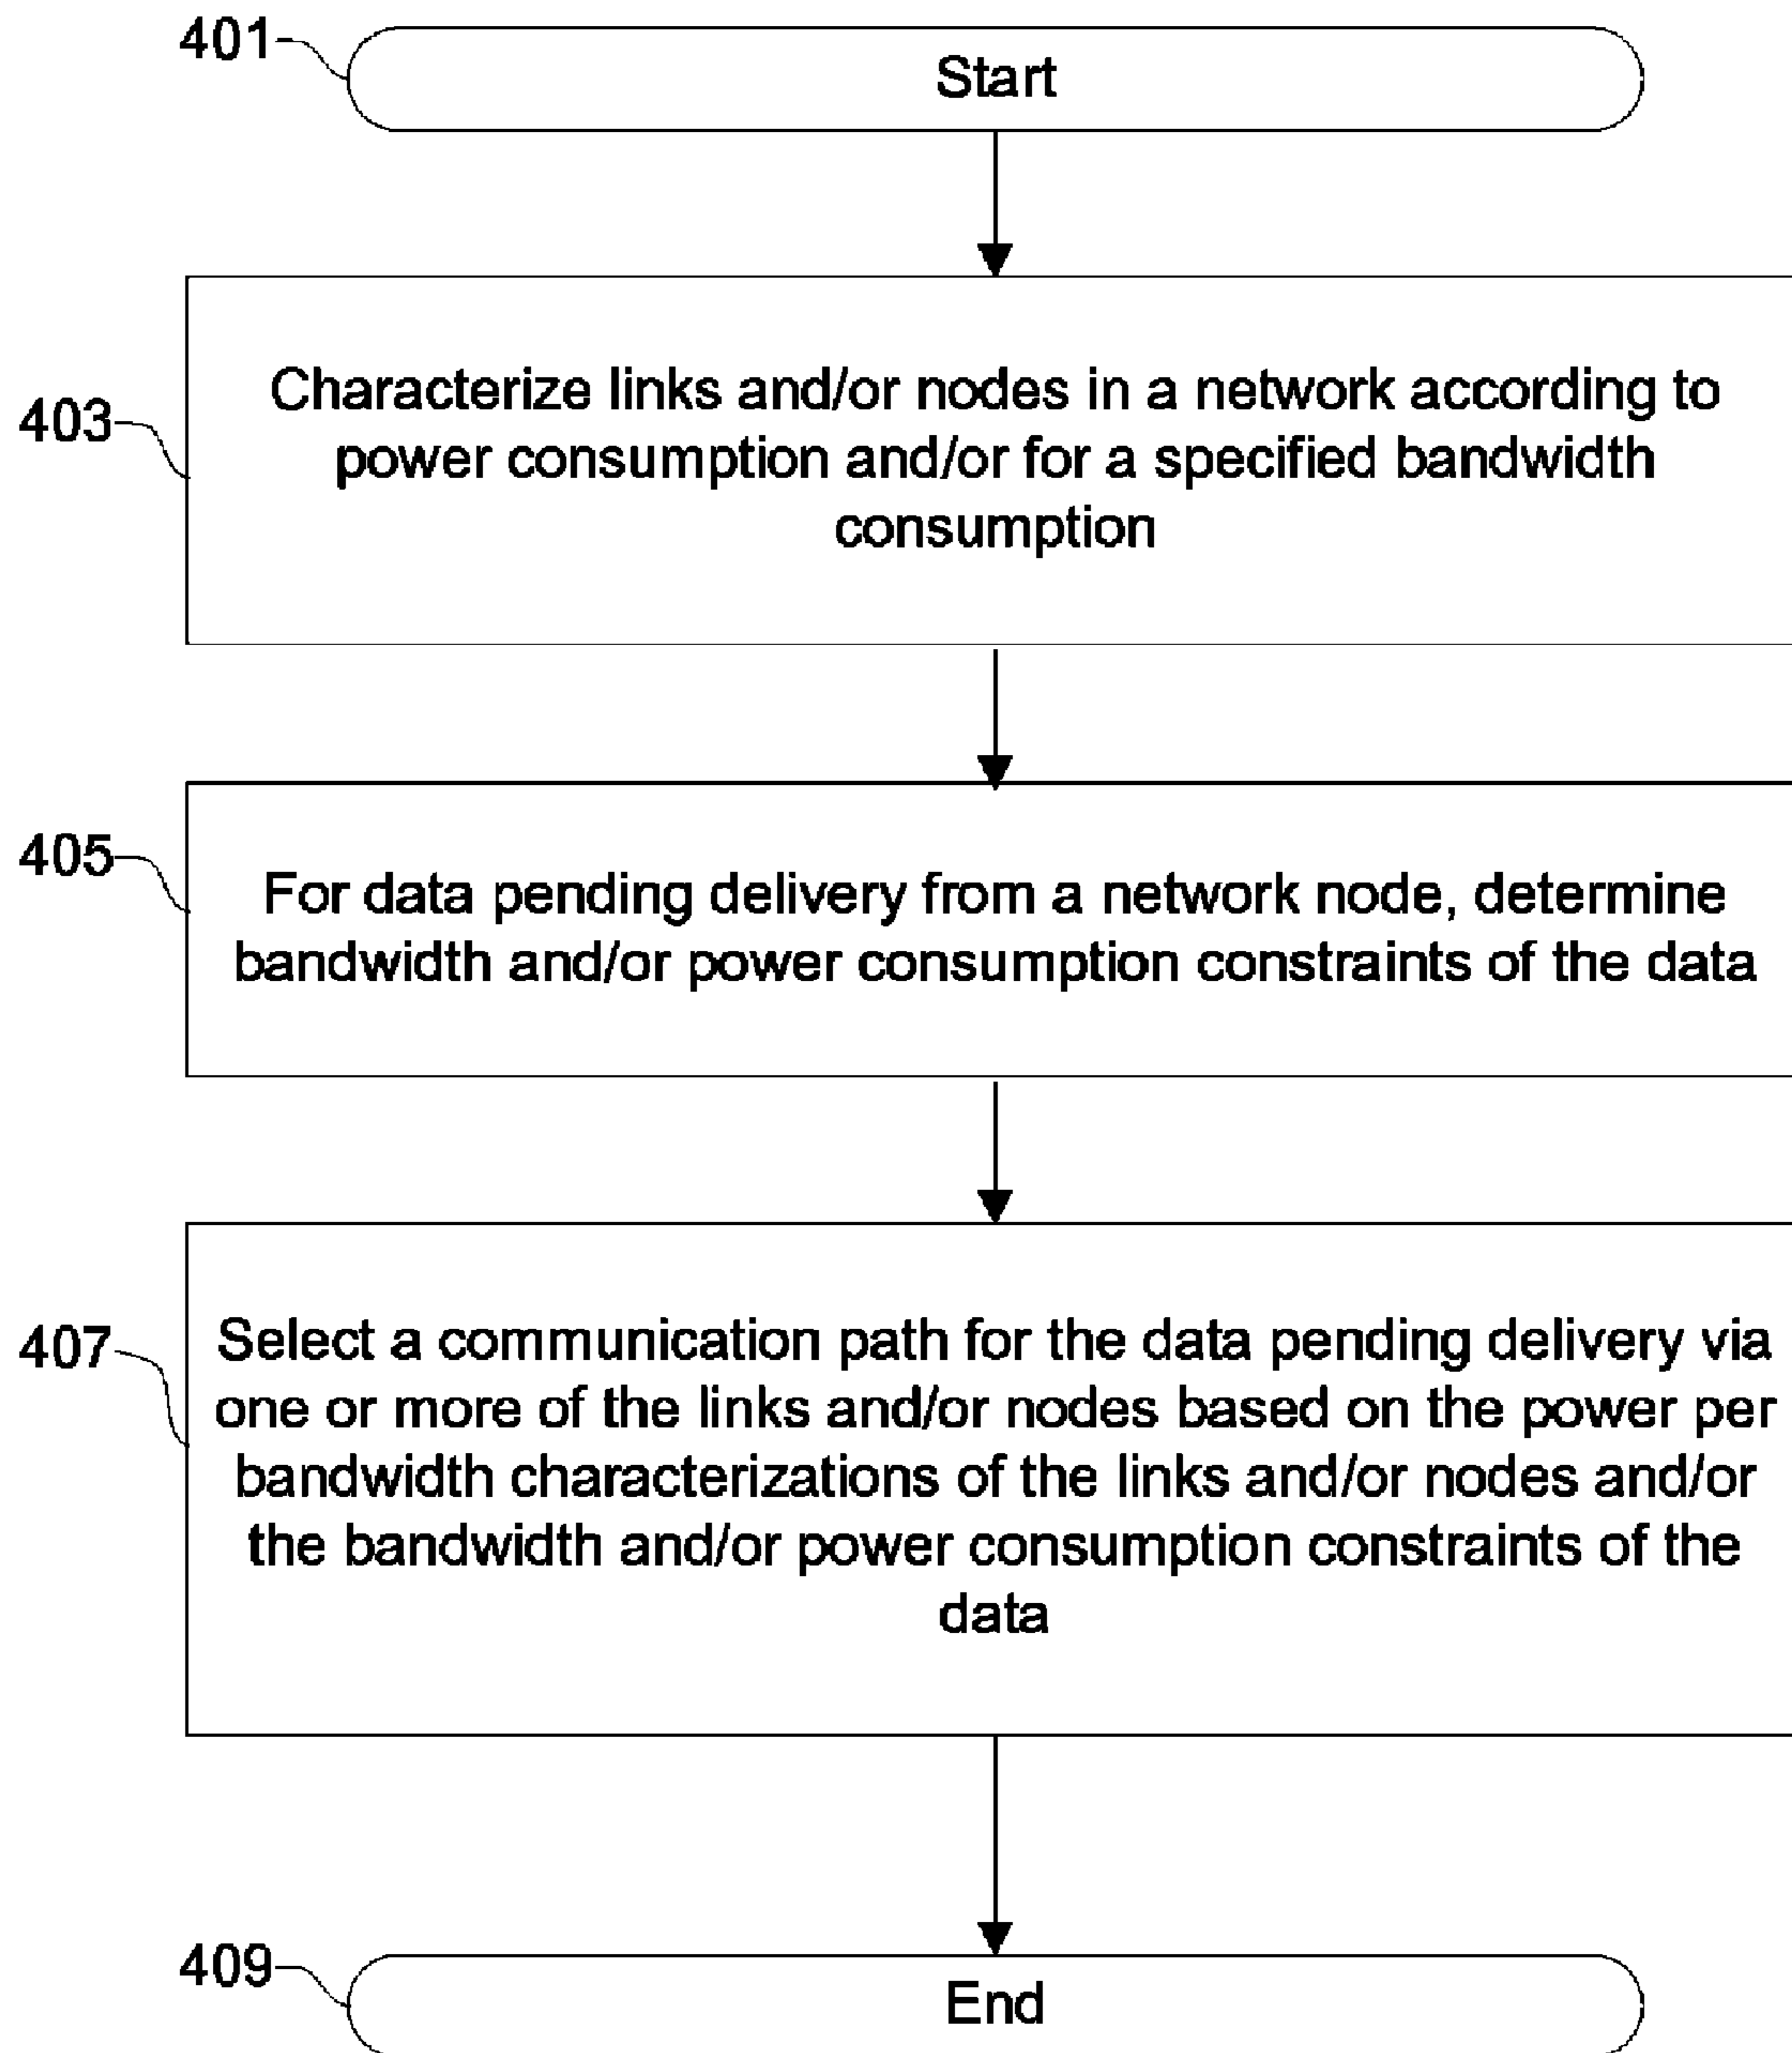 401
Start
403
Characterize links and/or nodes in a network according to
power consumption and/or for a specified bandwidth
consumption
405
For data pending delivery from a network node, determine
bandwidth and/or power consumption constraints of the data
407
Select a communication path for the data pending delivery via
one or more of the links and/or nodes based on the power per
bandwidth characterizations of the links and/or nodes and/or
the bandwidth and/or power consumption constraints of the
data
409
End